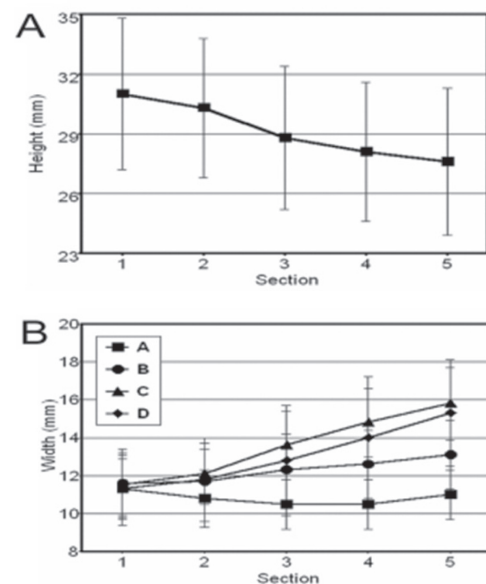 A
35
32
29
26
23
Height (mm)
1 2 3 4 5
Section
B
20
18
16
14
12
10
8
Width (mm)
A
B
C
D
1 2 3 4 5
Section